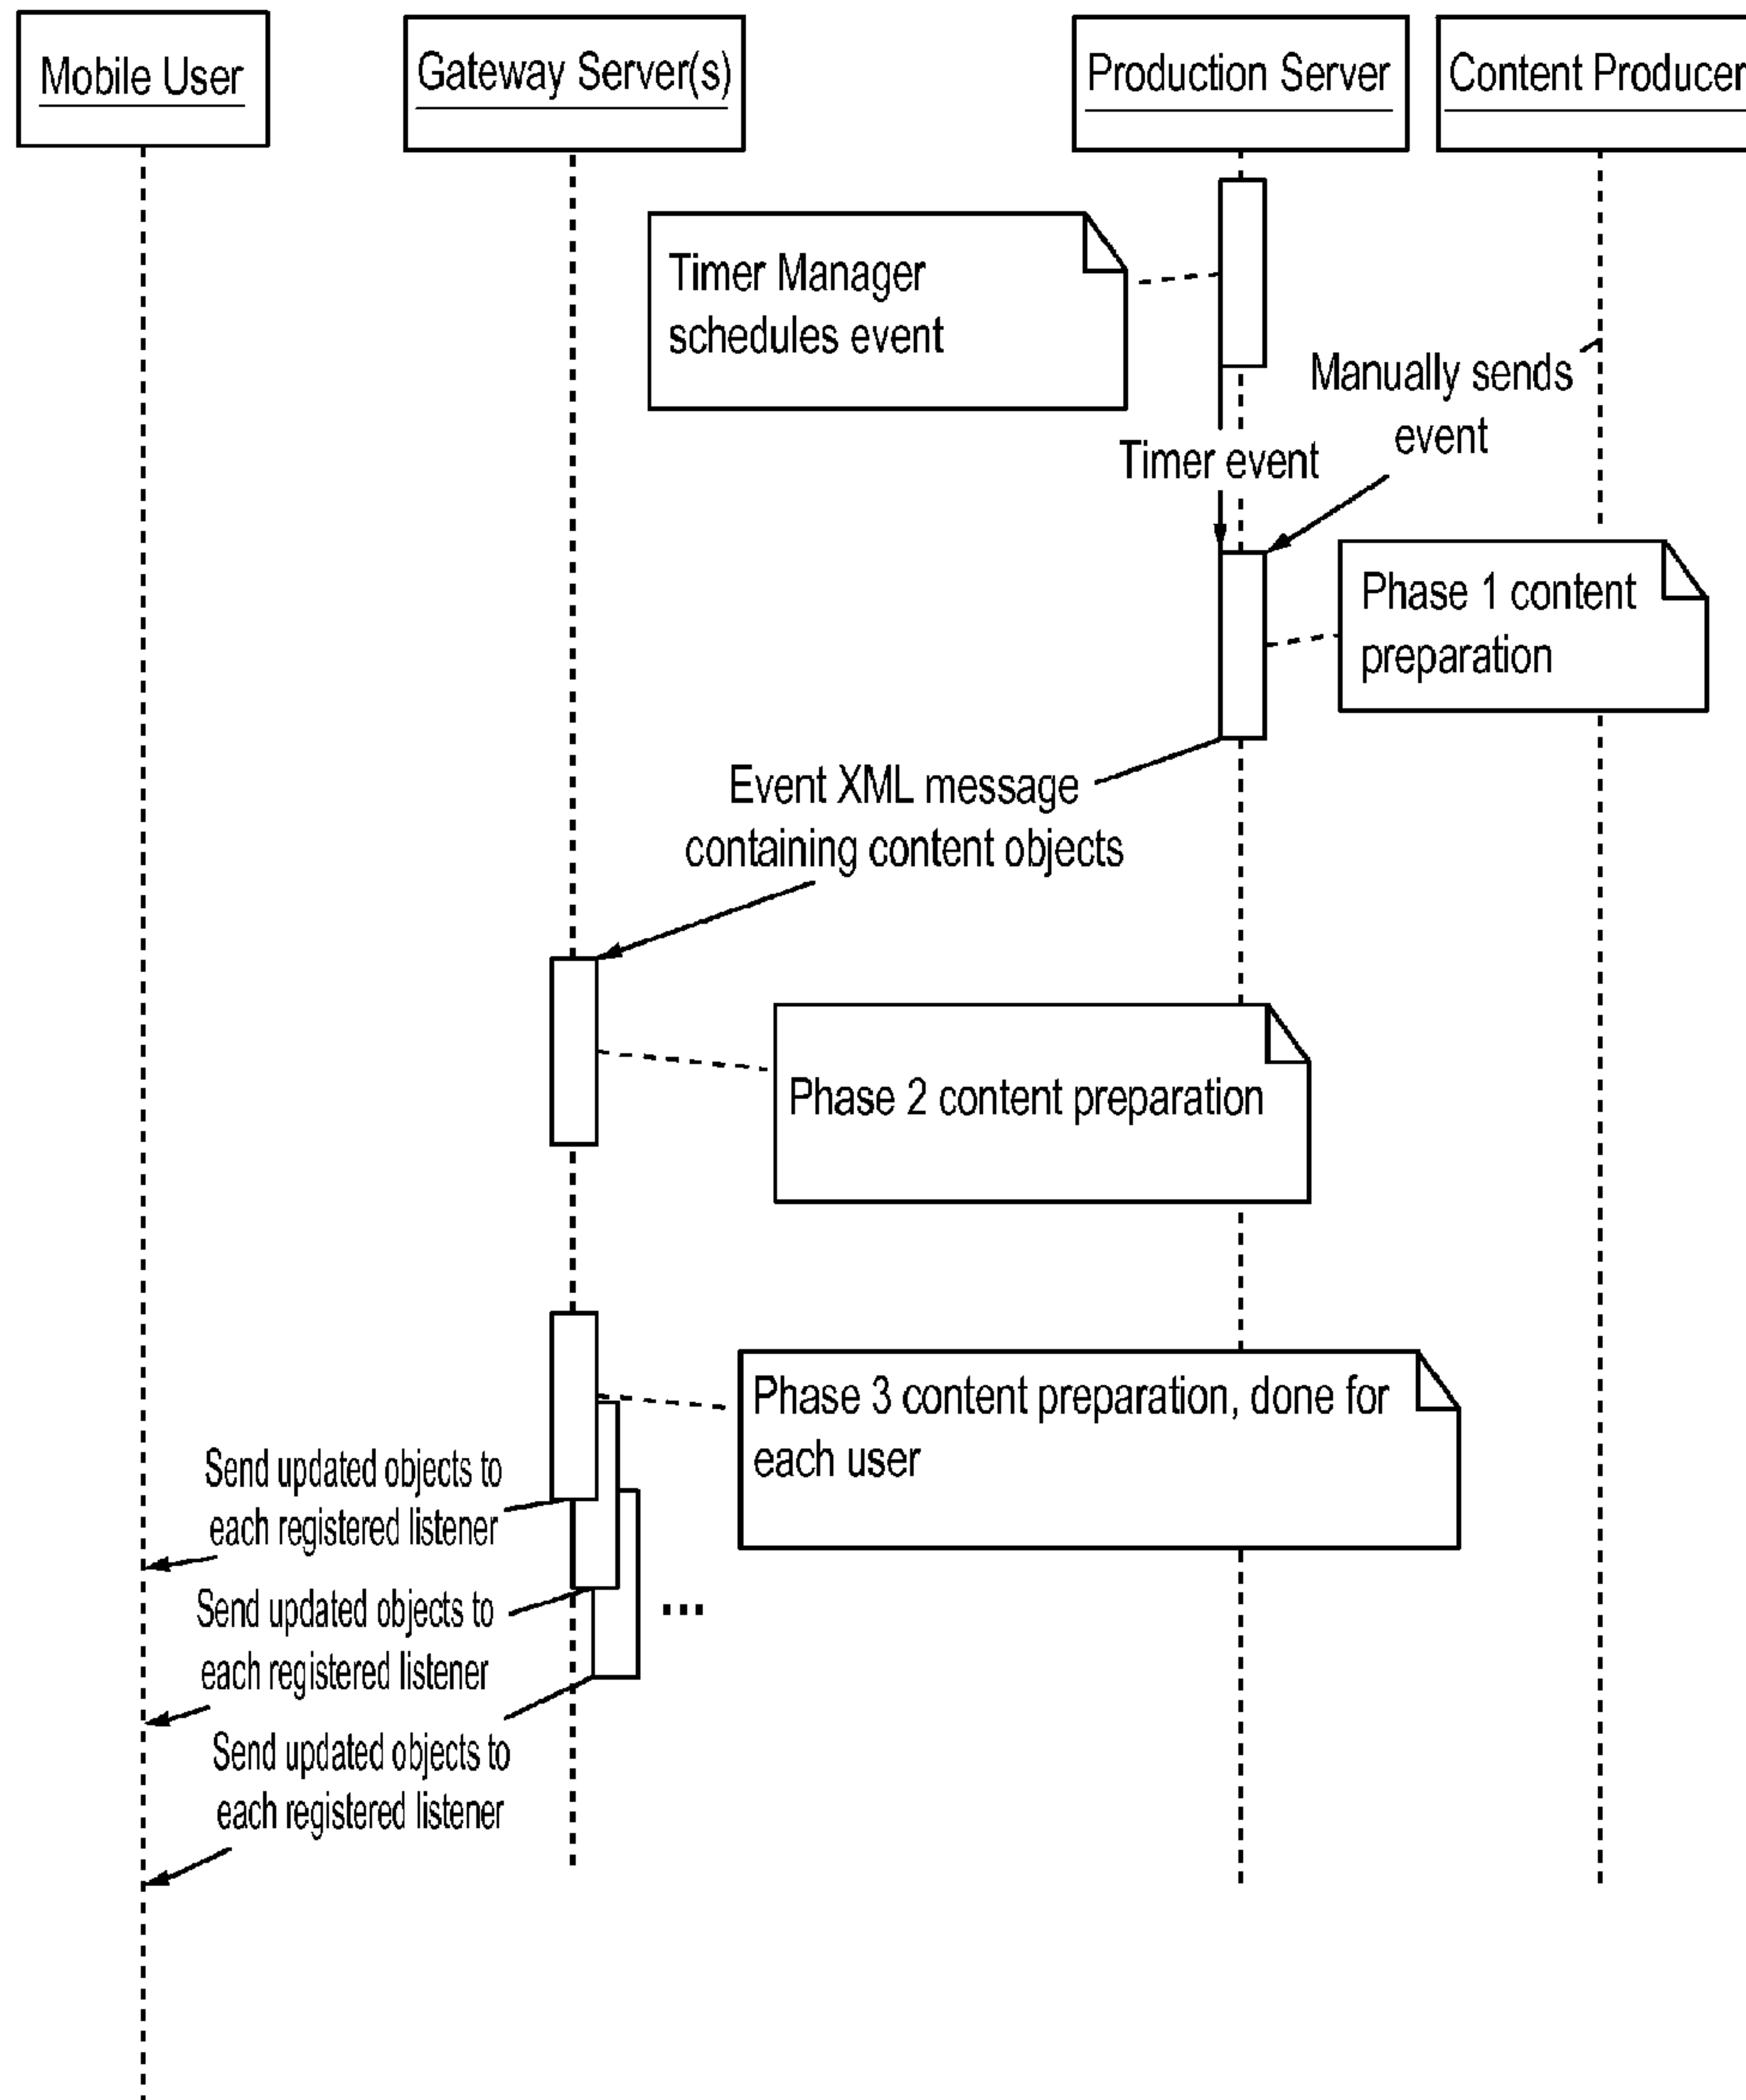 Mobile User
Gateway Server(s)
Production Server
Content Producer
Timer Manager
schedules event
Manually sends
event
Timer event
Phase 1 content
preparation
Event XML message
containing content objects
Phase 2 content preparation
Phase 3 content preparation, done for
each user
Send updated objects to
each registered listener
...
Send updated objects to
each registered listener
Send updated objects to
each registered listener